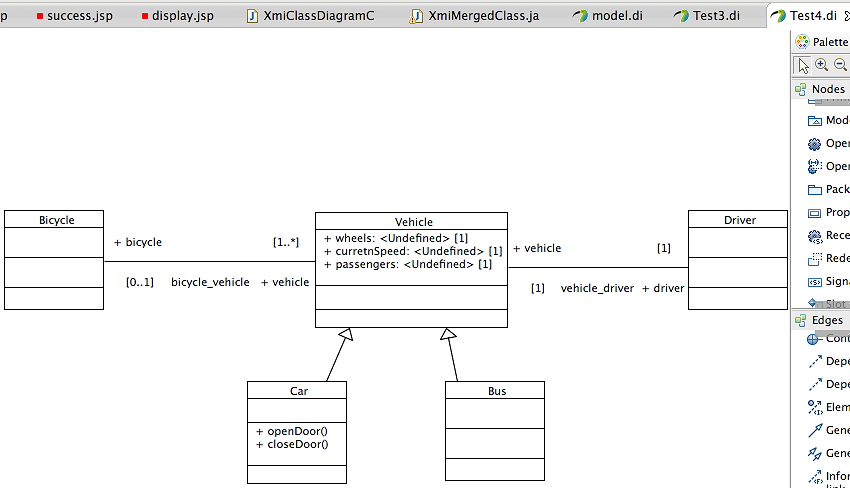 p
success.jsp
display.jsp
XmiClassDiagramC
XmiMergedClass.ja
model.di
Test3.di
Test4.di
Palette
Nodes
Mode
Oper
Oper
Pack
Prop
Rece
Rede
Signa
Slot
Edges
Cont
Depe
Depe
Elem
Gene
Gene
Infor
link
Bicycle
+ bicycle
[1..*]
[0..1]
bicycle_vehicle
+ vehicle
Vehicle
+ wheels: <Undefined> [1]
+ curretnSpeed: <Undefined> [1]
+ passengers: <Undefined> [1]
+ vehicle
[1]
[1]
vehicle_driver
+ driver
Driver
Car
+ openDoor()
+ closeDoor()
Bus